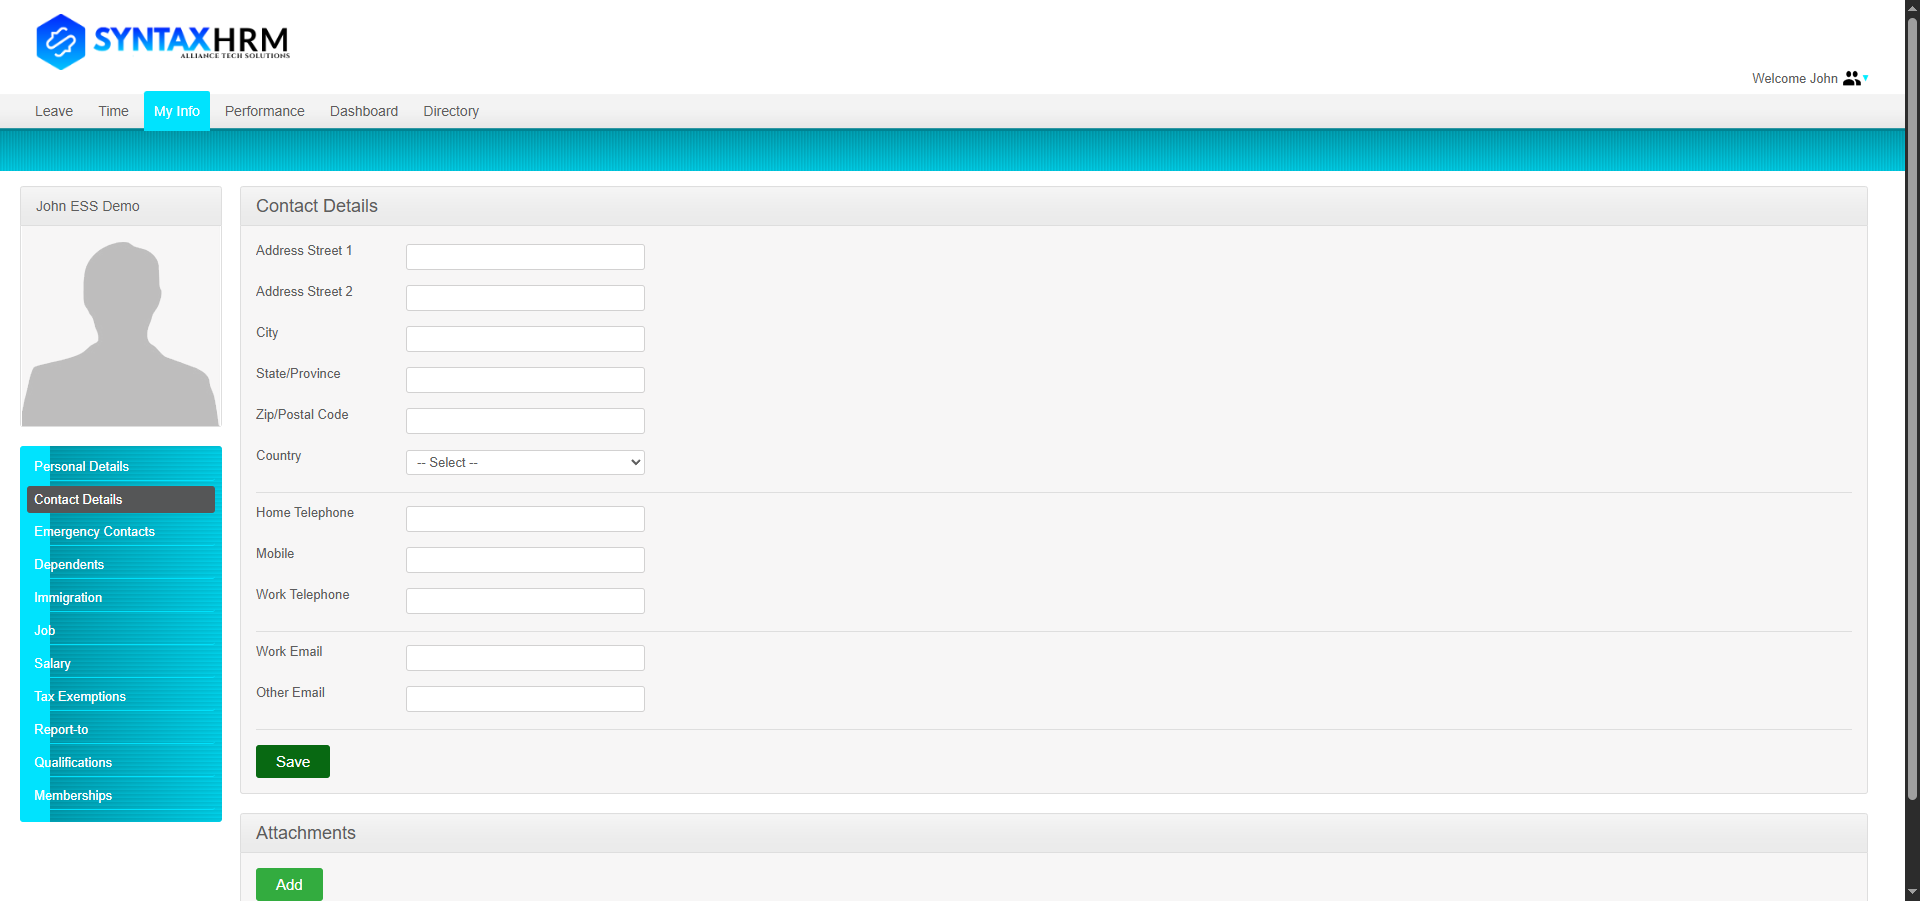 SYNTAXHRM
ALLIANCE TECH SOLUTIONS
Welcome John
Leave Time My Info Performance Dashboard Directory
John ESS Demo
Personal Details
Contact Details
Emergency Contacts
Dependents
Immigration
Job
Salary
Tax Exemptions
Report-to
Qualifications
Memberships
Contact Details
Address Street 1
Address Street 2
City
State/Province
Zip/Postal Code
Country -- Select --
Home Telephone
Mobile
Work Telephone
Work Email
Other Email
Save
Attachments
Add